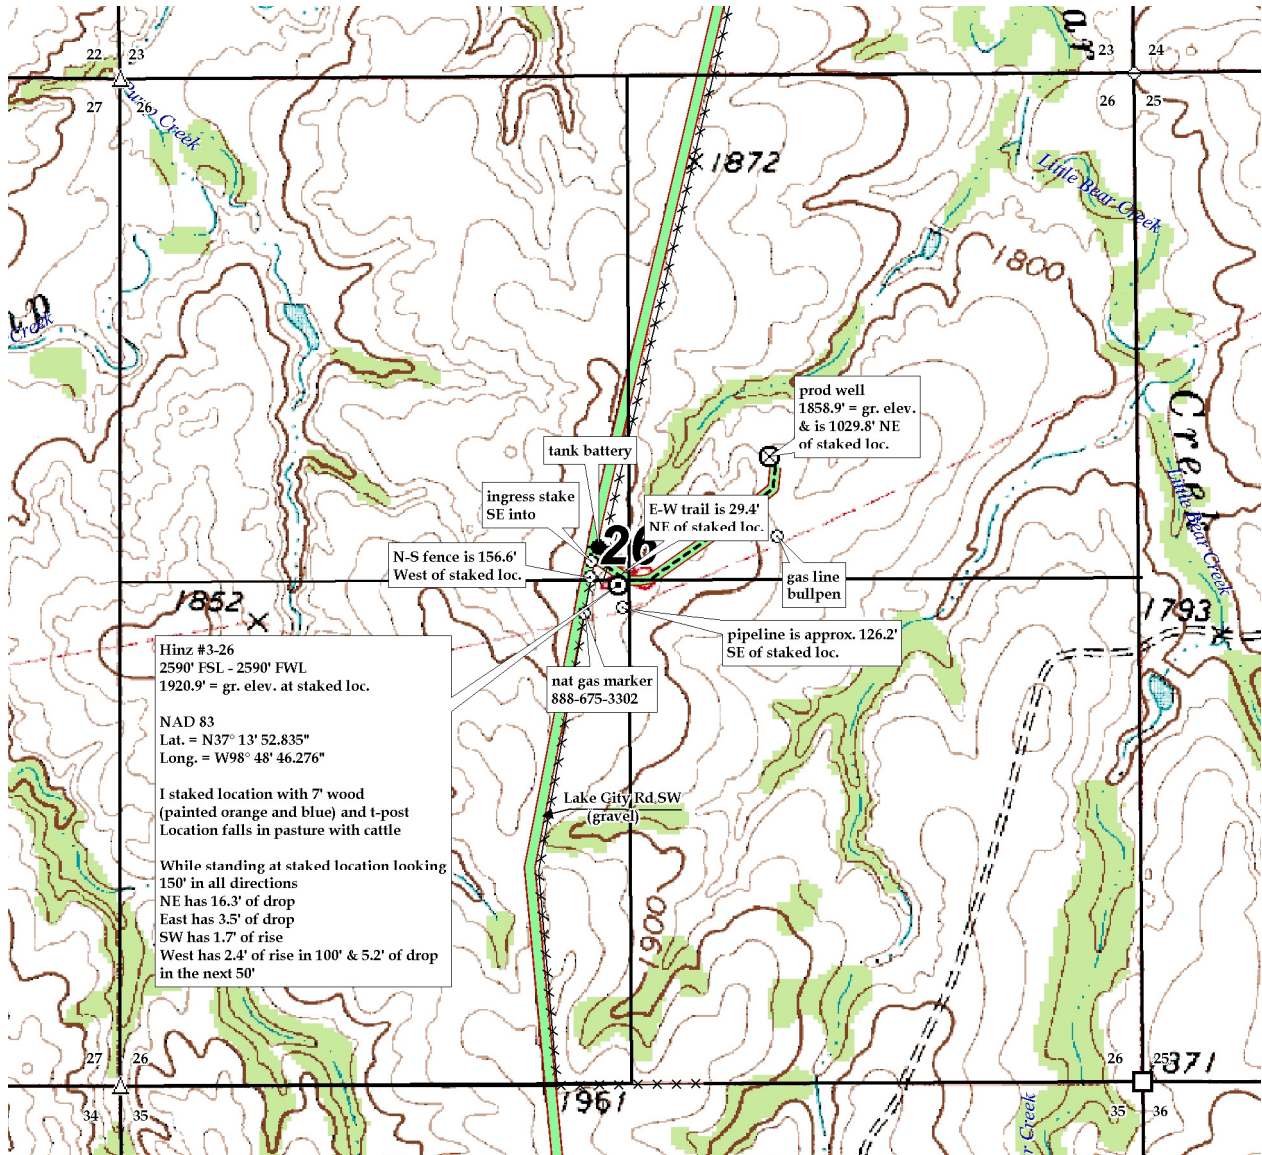 22 23
27 26
Creek
23 24
26 25
ar
1872
Little Bear Creek
1800
Creek
prod well
1858.9' = gr. elev.
& is 1029.8' NE
of staked loc.
tank battery
ingress stake
SE into
E-W trail is 29.4'
NE of staked loc.
Creek
Little Bear Creek
26
N-S fence is 156.6'
West of staked loc.
gas line
bullpen
1852
1793
pipeline is approx. 126.2'
SE of staked loc.
nat gas marker
888-675-3302
Hinz #3-26
2590' FSL - 2590' FWL
1920.9' = gr. elev. at staked loc.
NAD 83
Lat. = N37° 13' 52.835"
Long. = W98° 48' 46.276"
I staked location with 7' wood
(painted orange and blue) and t-post
Location falls in pasture with cattle
While standing at staked location looking
150' in all directions
NE has 16.3' of drop
East has 3.5' of drop
SW has 1.7' of rise
West has 2.4' of rise in 100' & 5.2' of drop
in the next 50'
Lake City Rd SW
(gravel)
1900
27 26
34 35
1961
26 25
35 36
1871
r Creek